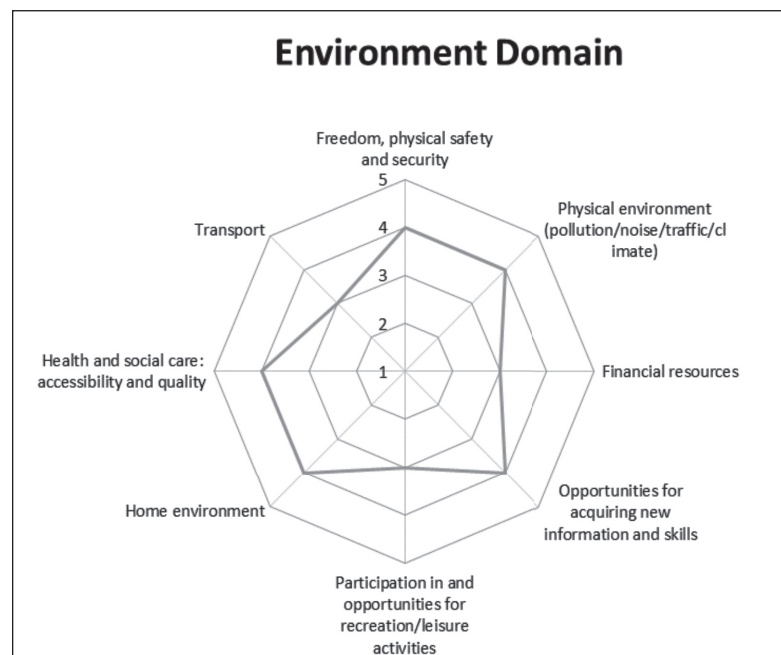 Environment Domain
Freedom, physical safety
and security
5
4
3
2
1
Physical environment
(pollution/noise/traffic/cl
imate)
Transport
Health and social care:
accessibility and quality
Financial resources
Home environment
Opportunities for
acquiring new
information and skills
Participation in and
opportunities for
recreation/leisure
activities